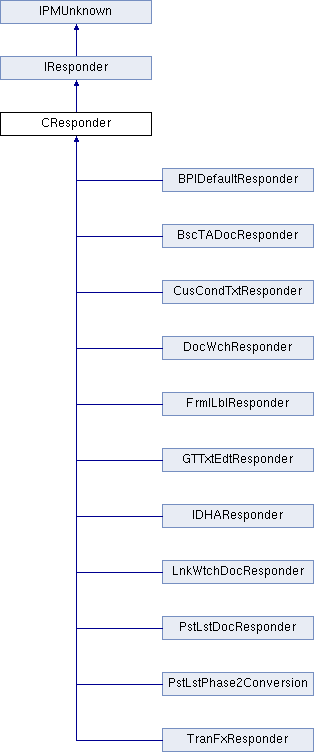 IPMUnknown
IResponder
CResponder
BPIDefaultResponder
BscTADocResponder
CusCondTxtResponder
DocWchResponder
FrmlLblResponder
GTTxtEdtResponder
IDHAResponder
LnkWtchDocResponder
PstLstDocResponder
PstLstPhase2Conversion
TranFxResponder